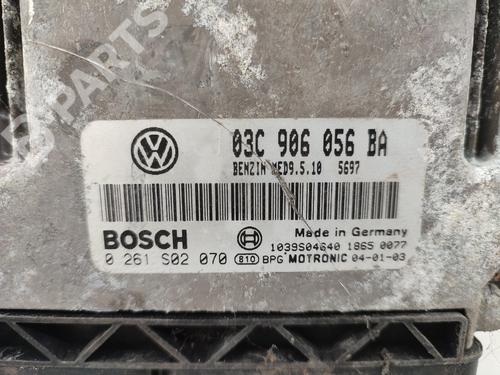 03C 906 056 BA
BENZIN MED9.5.10 5697
BOSCH
Made in Germany
1039S04640 1865 0077
0 261 S02 070 810 BPG MOTRONIC 04-01-03